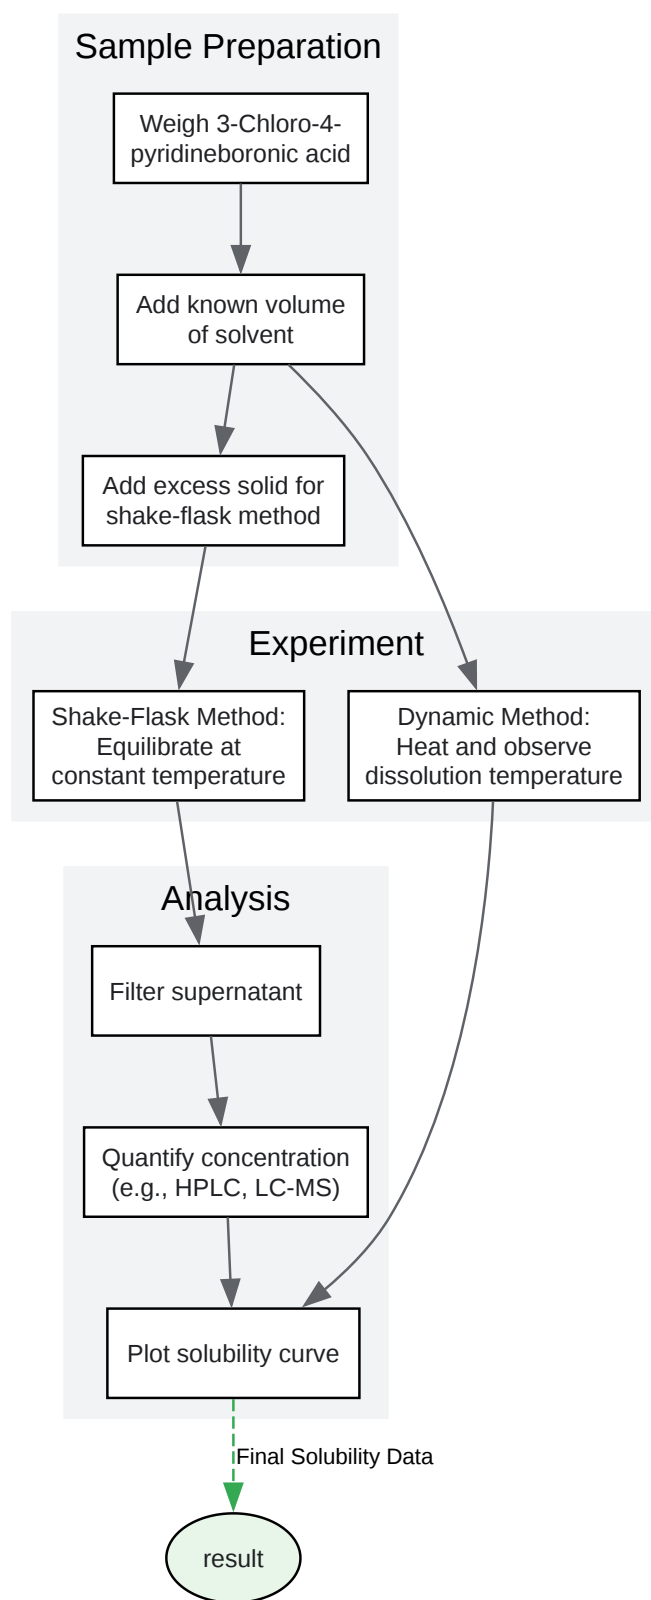 Sample Preparation
Weigh 3-Chloro-4-
pyridineboronic acid
Add known volume
of solvent
Add excess solid for
shake-flask method
Experiment
Shake-Flask Method:
Equilibrate at
constant temperature
Dynamic Method:
Heat and observe
dissolution temperature
Analysis
Filter supernatant
Quantify concentration
(e.g., HPLC, LC-MS)
Plot solubility curve
Final Solubility Data
result